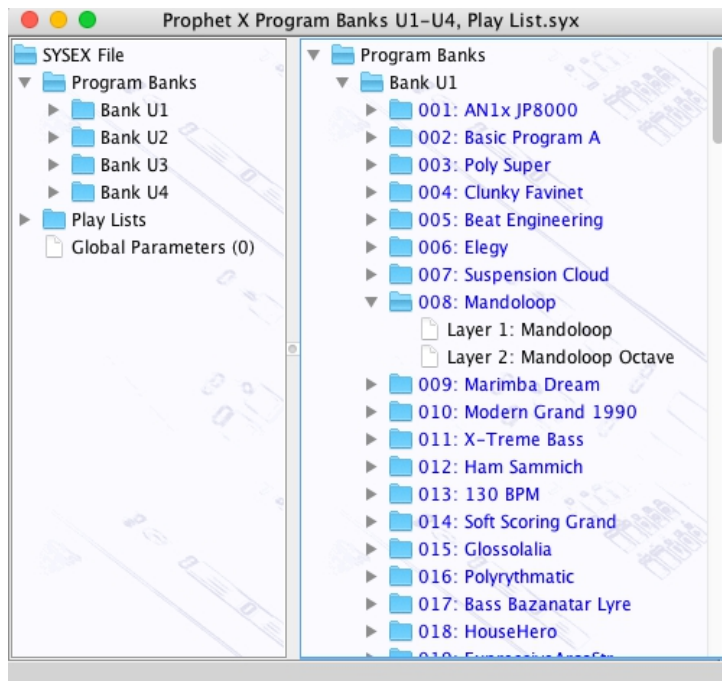 Prophet X Program Banks U1-U4, Play List.syx
SYSEX File
Program Banks
Bank U1
Bank U2
Bank U3
Bank U4
Play Lists
Global Parameters (0)
Program Banks
Bank U1
001: AN1x JP8000
002: Basic Program A
003: Poly Super
004: Clunky Favinet
005: Beat Engineering
006: Elegy
007: Suspension Cloud
008: Mandoloop
Layer 1: Mandoloop
Layer 2: Mandoloop Octave
009: Marimba Dream
010: Modern Grand 1990
011: X-Treme Bass
012: Ham Sammich
013: 130 BPM
014: Soft Scoring Grand
015: Glossolalia
016: Polyrythmatic
017: Bass Bazanatar Lyre
018: HouseHero